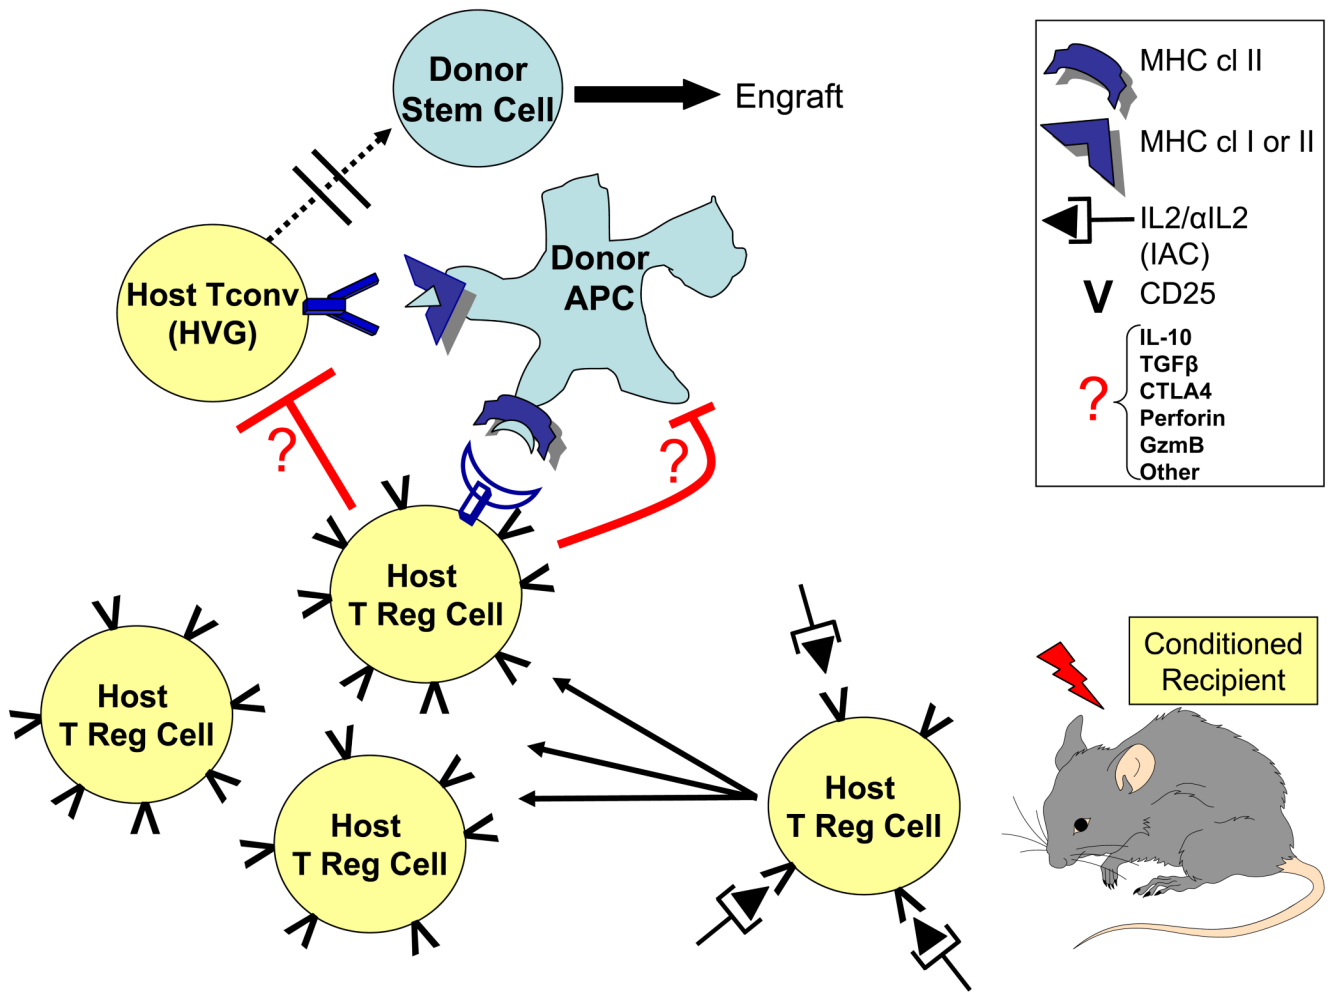 Donor
Stem Cell
Engraft
Host Tconv
(HVG)
Donor
APC
?
?
Host
T Reg Cell
Host
T Reg Cell
Host
T Reg Cell
Host
T Reg Cell
MHC cl II
MHC cl I or II
IL2/αIL2
(IAC)
CD25
?
IL-10
TGFβ
CTLA4
Perforin
GzmB
Other
Conditioned
Recipient